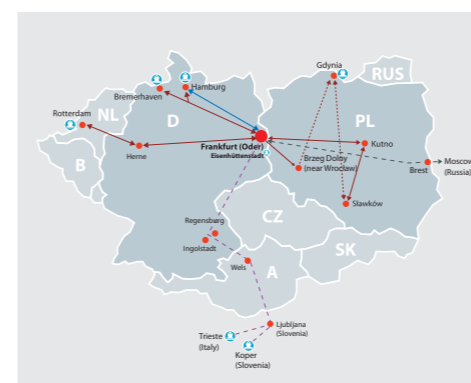 Gdynia
RUS
Hamburg
Bremerhaven
Rotterdam
NL
D
PL
Frankfurt (Oder)
Eisenhüttenstadt
Kutno
Herne
B
Brzeg Dolny
(near Wrocław)
Brest
Moscow
(Russia)
Sławków
CZ
Regensburg
Ingolstadt
SK
Wels
A
Ljubljana
(Slovenia)
Trieste
(Italy)
Koper
(Slovenia)